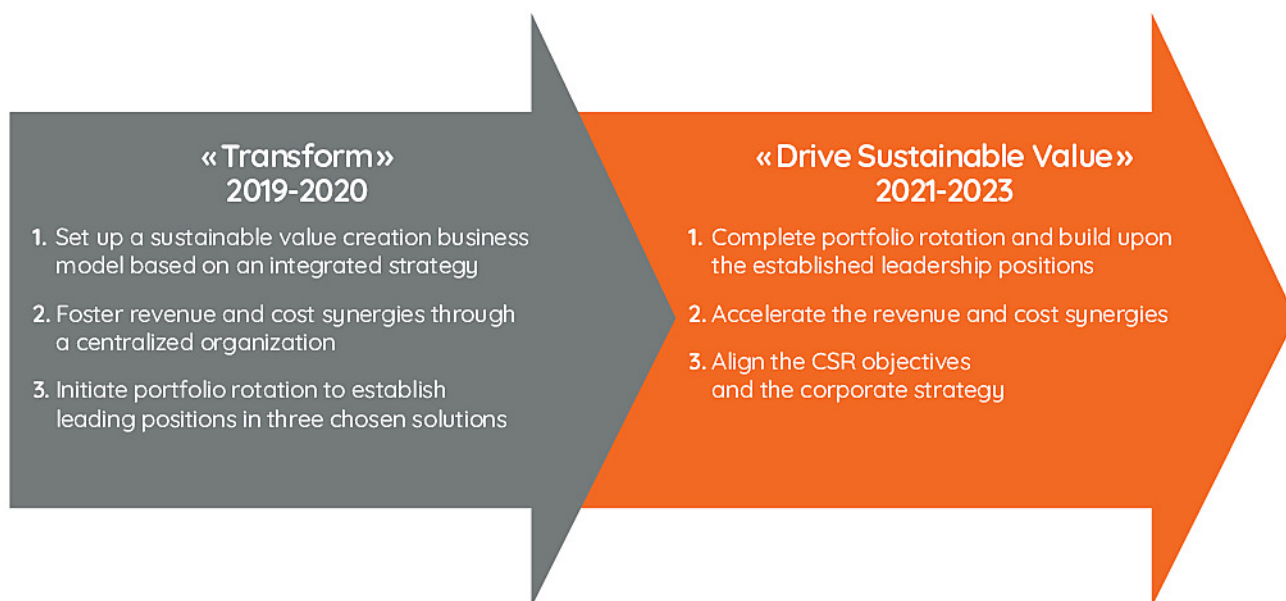 « Transform »
2019-2020
1. Set up a sustainable value creation business
model based on an integrated strategy
2. Foster revenue and cost synergies through
a centralized organization
3. Initiate portfolio rotation to establish
leading positions in three chosen solutions
« Drive Sustainable Value »
2021-2023
1. Complete portfolio rotation and build upon
the established leadership positions
2. Accelerate the revenue and cost synergies
3. Align the CSR objectives
and the corporate strategy